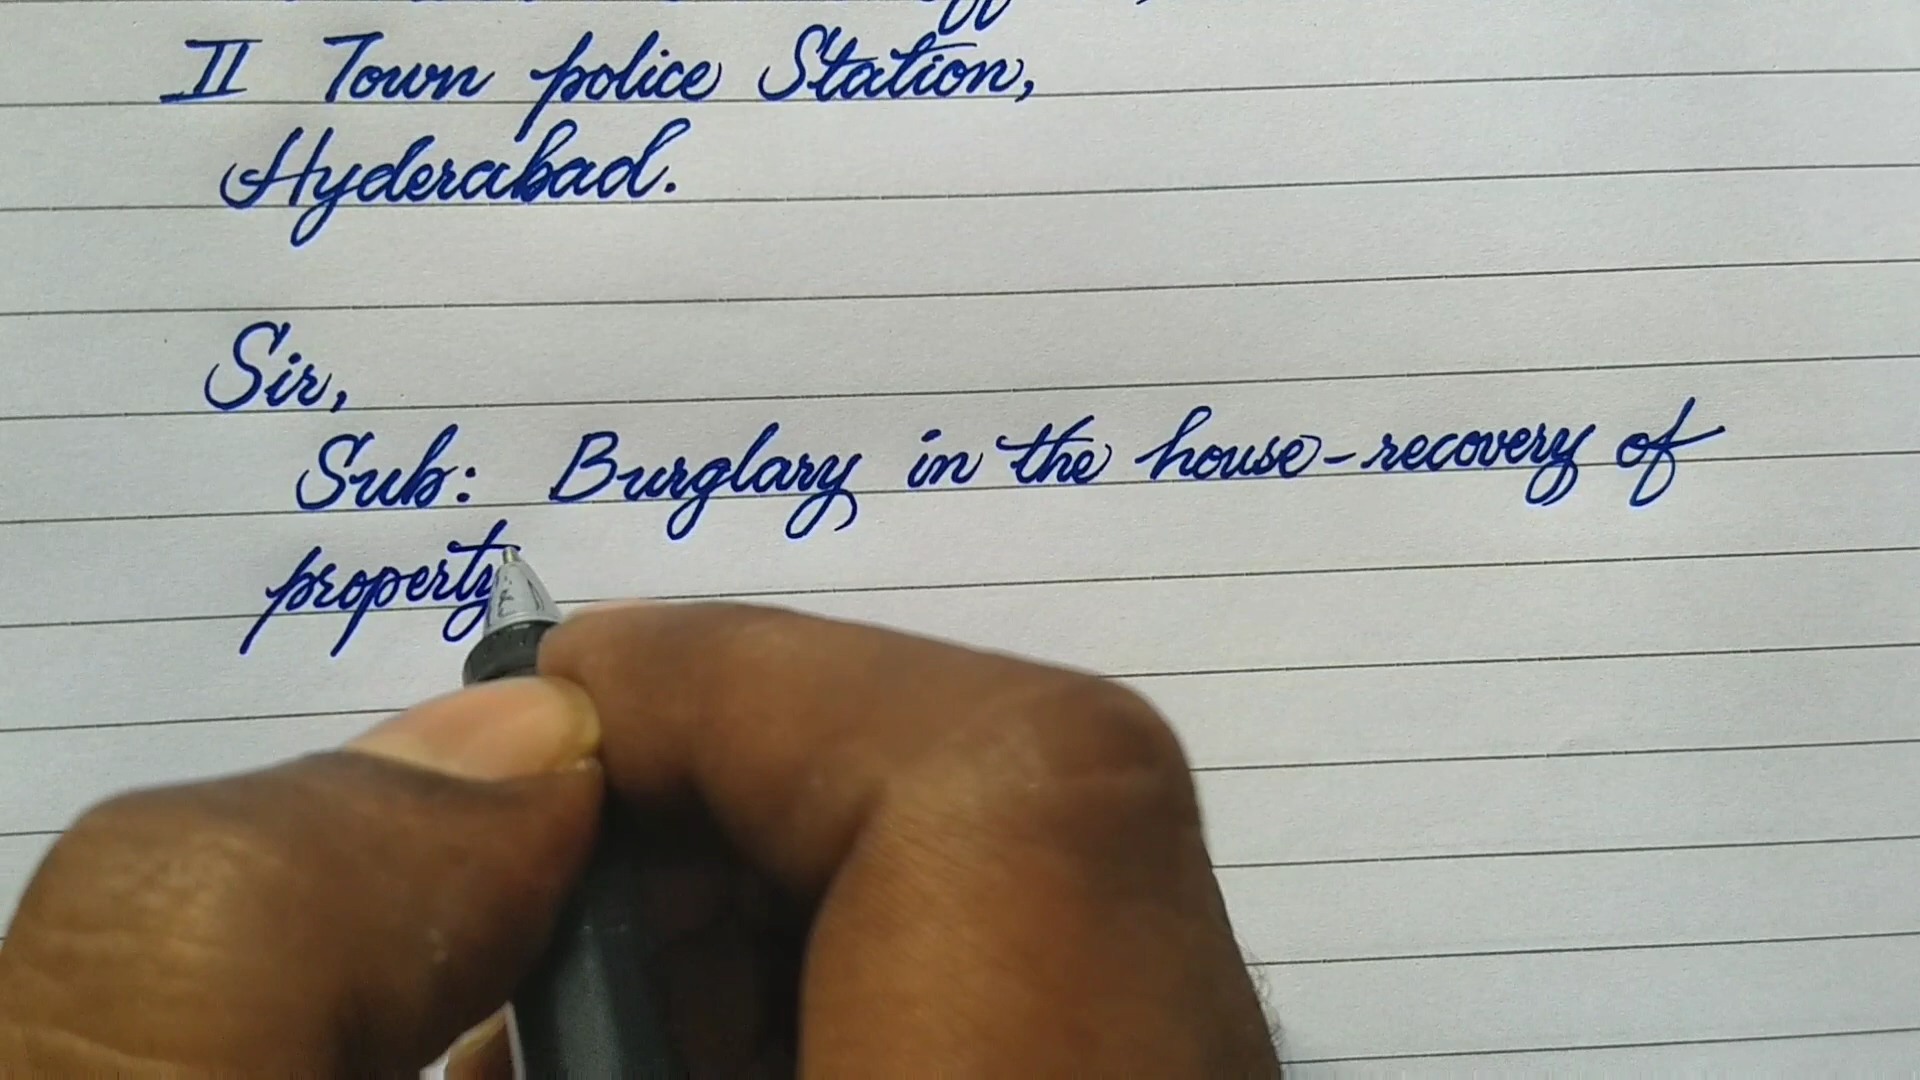 II Town police Station,
Hyderabad.
Sir,
Sub: Burglary in the house-recovery of
property